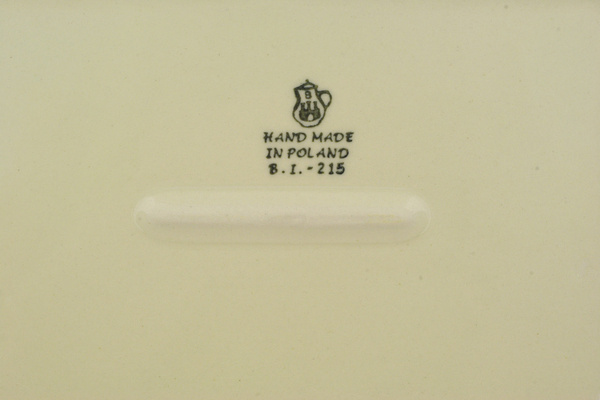 B
HAND MADE
IN POLAND
B.I.-215